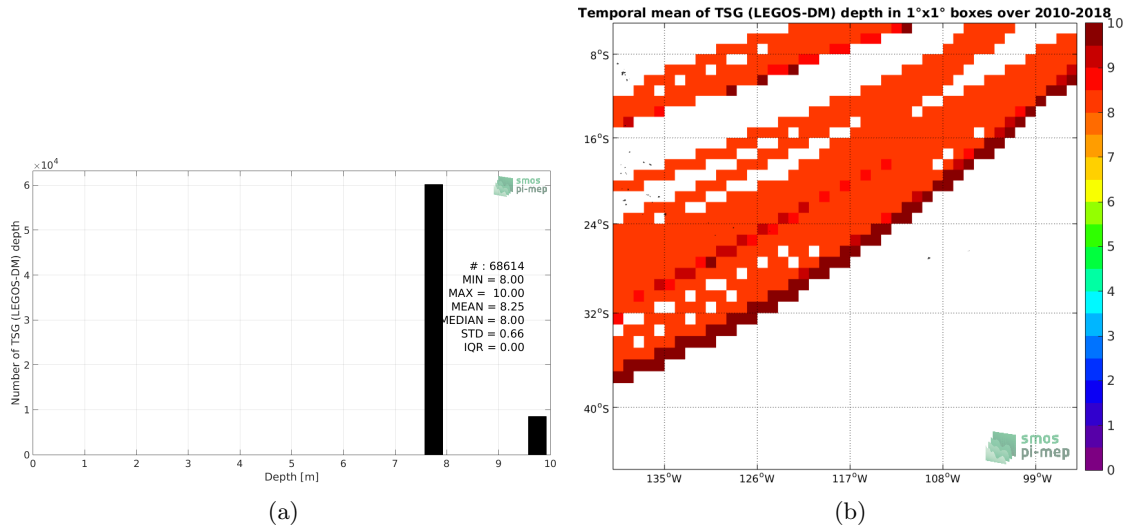 ×10⁴
6
5
4
3
2
1
0
Number of TSG (LEGOS-DM) depth
smos
pi-mep
# : 68614
MIN = 8.00
MAX = 10.00
MEAN = 8.25
MEDIAN = 8.00
STD = 0.66
IQR = 0.00
0 1 2 3 4 5 6 7 8 9 10
Depth [m]
(a)
Temporal mean of TSG (LEGOS-DM) depth in 1°x1° boxes over 2010-2018
8°S
16°S
24°S
32°S
40°S
135°W 126°W 117°W 108°W 99°W
smos
pi-mep
10
9
8
7
6
5
4
3
2
1
0
(b)